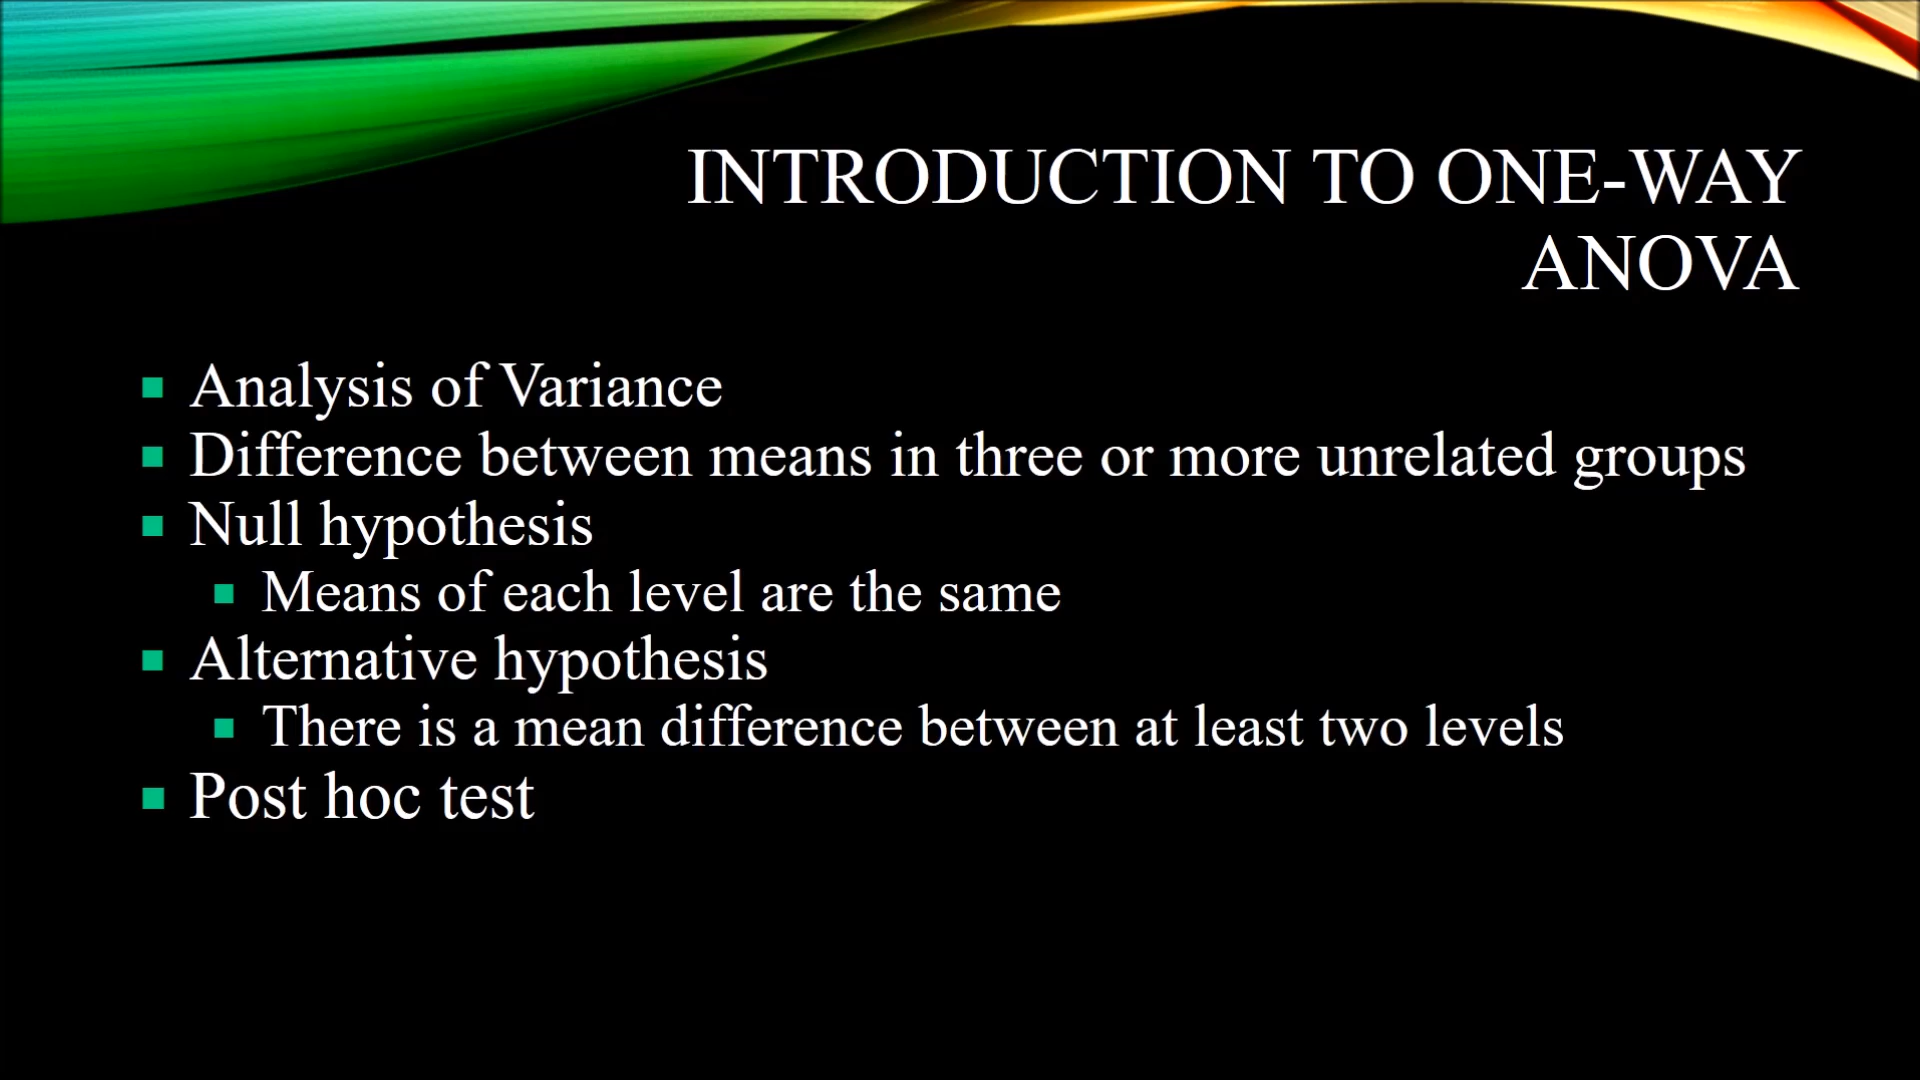 INTRODUCTION TO ONE-WAY
ANOVA
Analysis of Variance
Difference between means in three or more unrelated groups
Null hypothesis
Means of each level are the same
Alternative hypothesis
There is a mean difference between at least two levels
Post hoc test